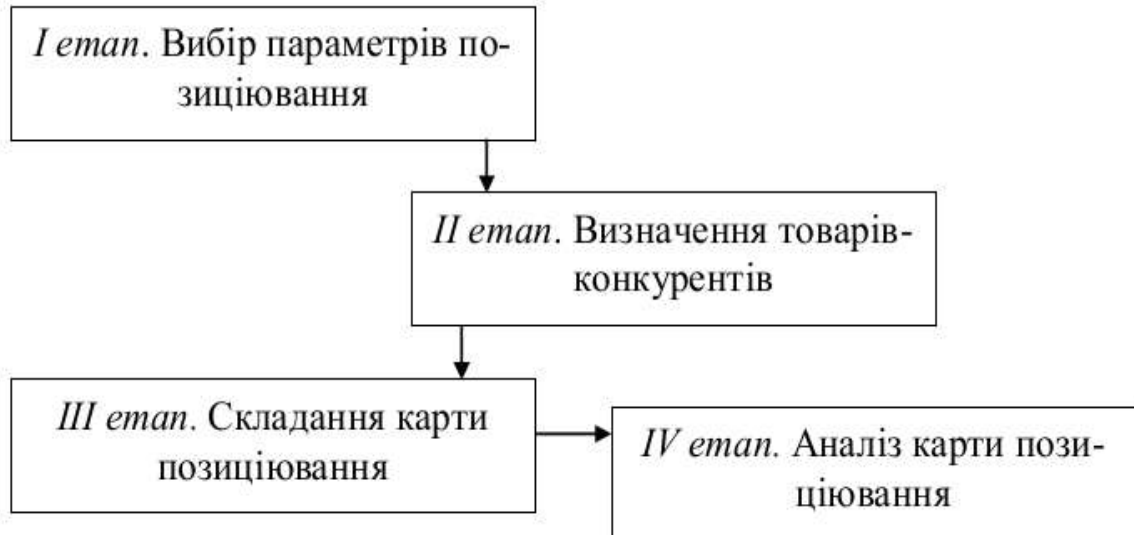 I етап. Вибір параметрів по-
зиціювання
II етап. Визначення товарів-
конкурентів
III етап. Складання карти
позиціювання
IV етап. Аналіз карти пози-
ціювання